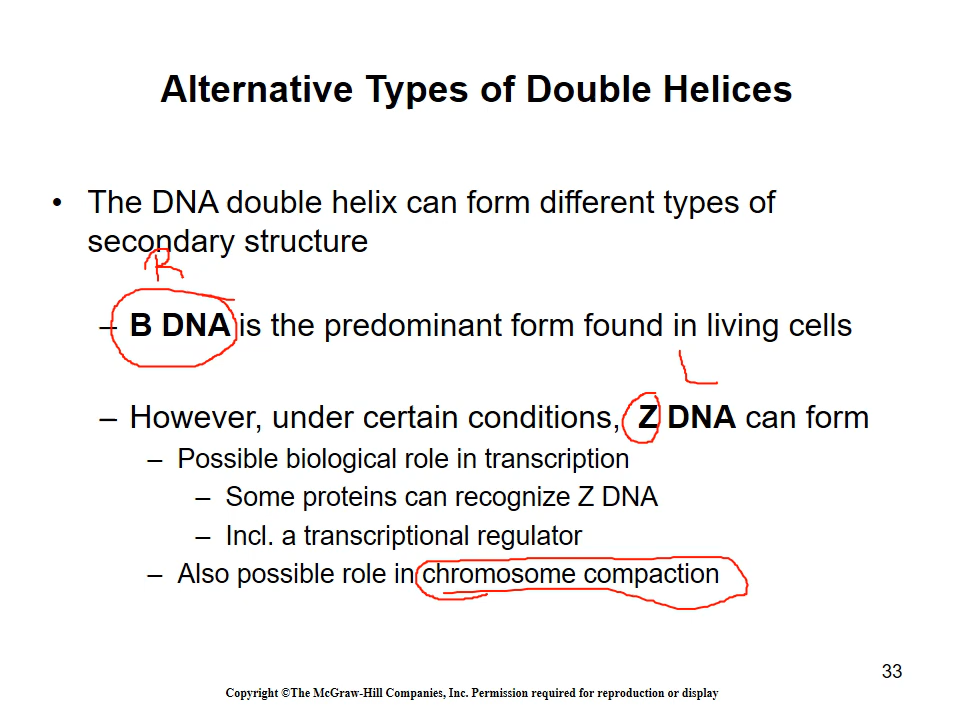 Alternative Types of Double Helices
• The DNA double helix can form different types of
secondary structure
R
– B DNA is the predominant form found in living cells
L
– However, under certain conditions, Z DNA can form
– Possible biological role in transcription
– Some proteins can recognize Z DNA
– Incl. a transcriptional regulator
– Also possible role in chromosome compaction
33
Copyright ©The McGraw-Hill Companies, Inc. Permission required for reproduction or display